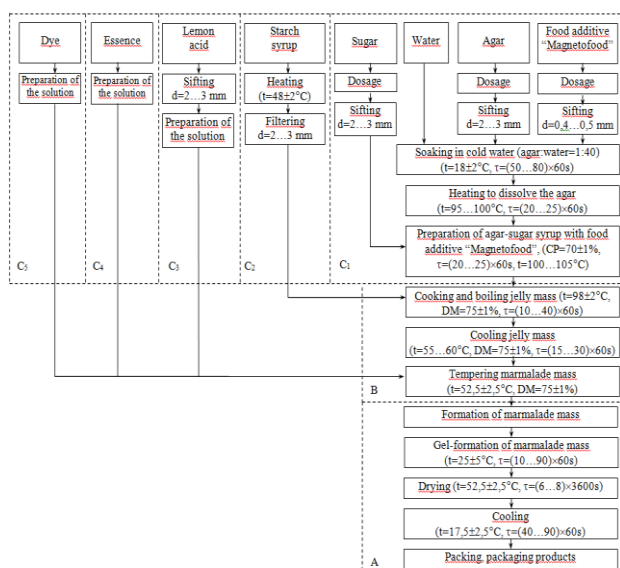 Dye
Essence
Lemon
acid
Starch
syrup
Sugar
Water
Agar
Food additive
“Magnetofood”
Preparation of
the solution
Preparation of
the solution
Sifting
d=2…3 mm
Heating
(t=48±2°C)
Dosage
Dosage
Dosage
Preparation of
the solution
Filtering
d=2…3 mm
Sifting
d=2…3 mm
Sifting
d=2…3 mm
Sifting
d=0,4…0,5 mm
Soaking in cold water (agar:water=1:40)
(t=18±2°C, τ=(50…80)×60s)
Heating to dissolve the agar
(t=95…100°C, τ=(20…25)×60s)
Preparation of agar-sugar syrup with food
additive “Magnetofood”, (CP=70±1%,
τ=(20…25)×60s, t=100…105°C)
C5
C4
C3
C2
C1
Cooking and boiling jelly mass (t=98±2°C,
DM=75±1%, τ=(10…40)×60s)
Cooling jelly mass
(t=55…60°C, DM=75±1%, τ=(15…30)×60s)
Tempering marmalade mass
(t=52,5±2,5°C, DM=75±1%)
B
Formation of marmalade mass
Gel-formation of marmalade mass
(t=25±5°C, τ=(10…90)×60s)
Drying (t=52,5±2,5°C, τ=(6…8)×3600s)
Cooling
(t=17,5±2,5°C, τ=(40…90)×60s)
Packing, packaging products
A